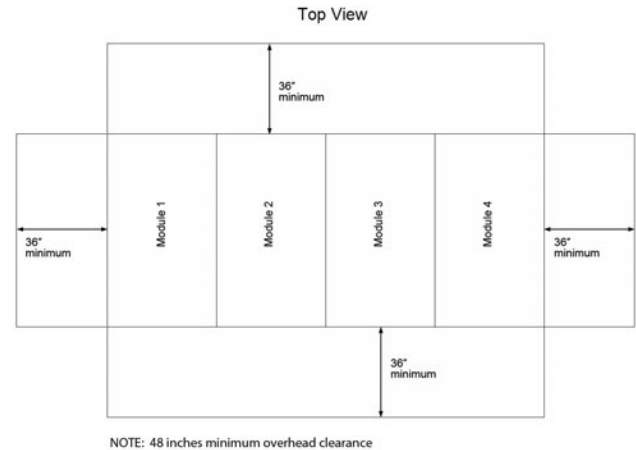 Top View
36"
minimum
36"
minimum
Module 1
Module 2
Module 3
Module 4
36"
minimum
36"
minimum
NOTE: 48 inches minimum overhead clearance